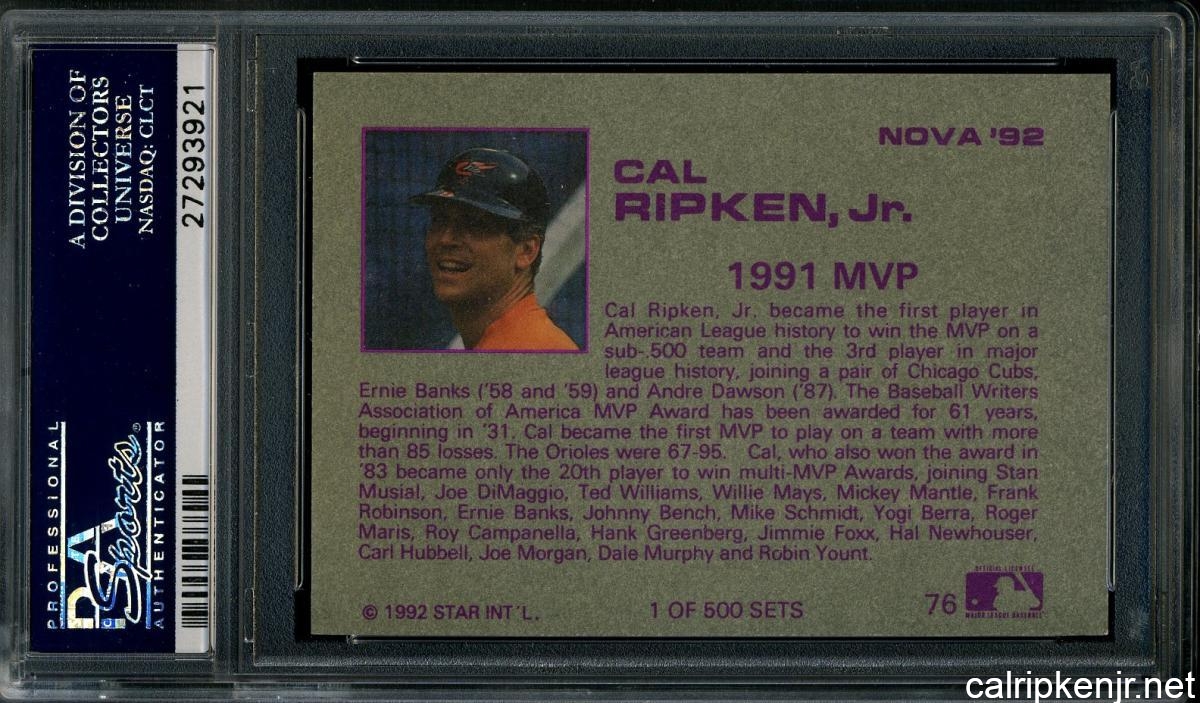 A DIVISION OF
COLLECTORS
UNIVERSE
NASDAQ: CLCT
27293921
PROFESSIONAL
PSA
Sports®
AUTHENTICATOR
NOVA '92
CAL
RIPKEN, Jr.
1991 MVP
Cal Ripken, Jr. became the first player in
American League history to win the MVP on a
sub-.500 team and the 3rd player in major
league history, joining a pair of Chicago Cubs,
Ernie Banks ('58 and '59) and Andre Dawson ('87). The Baseball Writers
Association of America MVP Award has been awarded for 61 years,
beginning in '31. Cal became the first MVP to play on a team with more
than 85 losses. The Orioles were 67-95. Cal, who also won the award in
'83 became only the 20th player to win multi-MVP Awards, joining Stan
Musial, Joe DiMaggio, Ted Williams, Willie Mays, Mickey Mantle, Frank
Robinson, Ernie Banks, Johnny Bench, Mike Schmidt, Yogi Berra, Roger
Maris, Roy Campanella, Hank Greenberg, Jimmie Foxx, Hal Newhouser,
Carl Hubbell, Joe Morgan, Dale Murphy and Robin Yount.
© 1992 STAR INT'L.
1 OF 500 SETS
76
OFFICIAL LICENSEE
MAJOR LEAGUE BASEBALL
calripkenjr.net